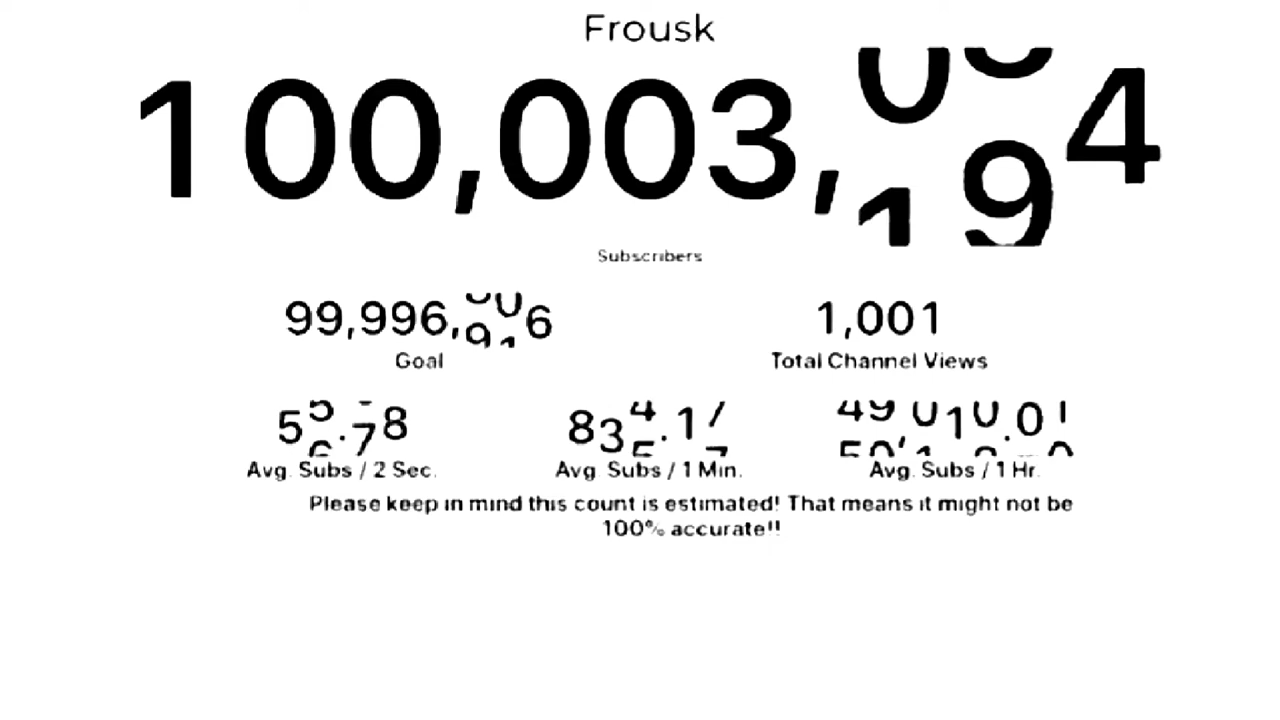 Frousk
Subscribers
1,001
Goal
Total Channel Views
Avg. Subs / 2 Sec.
Avg. Subs / 1 Min.
Avg. Subs / 1 Hr.
Please keep in mind this count is estimated! That means it might not be
100% accurate!!